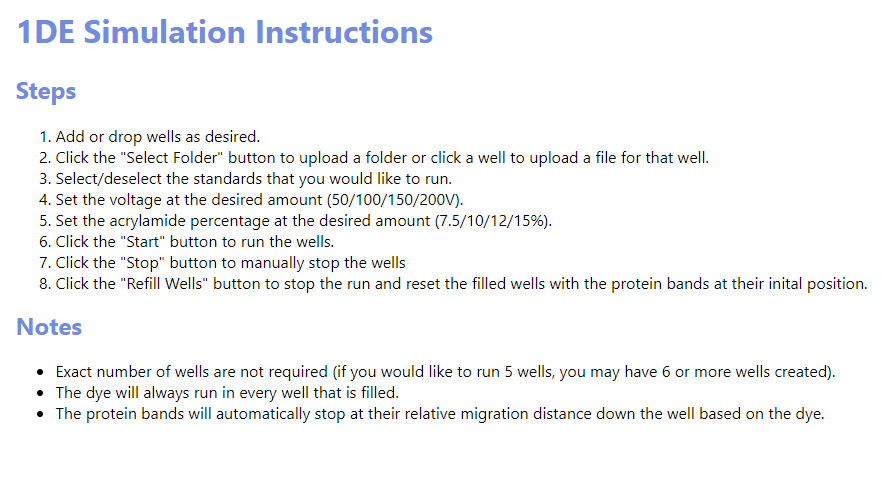 1DE Simulation Instructions
Steps
1. Add or drop wells as desired.
2. Click the "Select Folder" button to upload a folder or click a well to upload a file for that well.
3. Select/deselect the standards that you would like to run.
4. Set the voltage at the desired amount (50/100/150/200V).
5. Set the acrylamide percentage at the desired amount (7.5/10/12/15%).
6. Click the "Start" button to run the wells.
7. Click the "Stop" button to manually stop the wells
8. Click the "Refill Wells" button to stop the run and reset the filled wells with the protein bands at their inital position.
Notes
• Exact number of wells are not required (if you would like to run 5 wells, you may have 6 or more wells created).
• The dye will always run in every well that is filled.
• The protein bands will automatically stop at their relative migration distance down the well based on the dye.